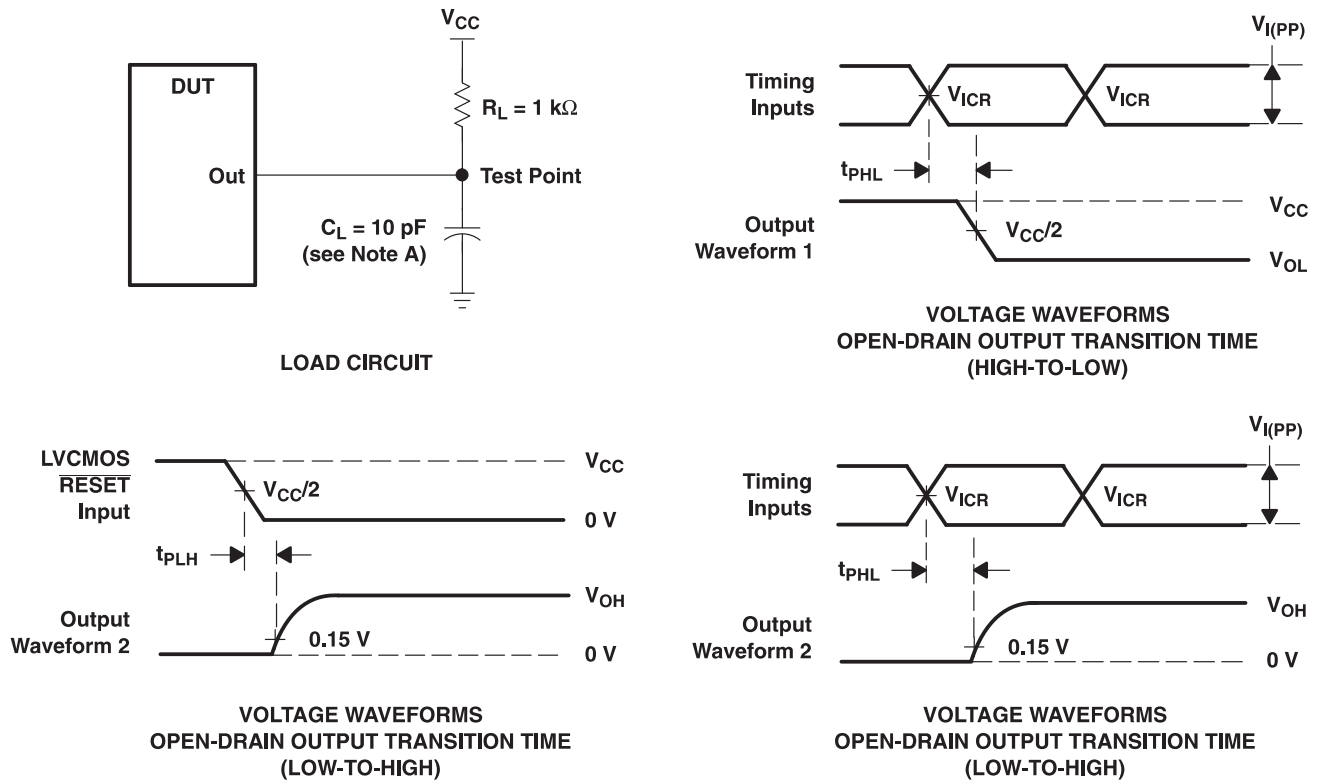 V_CC
DUT
R_L = 1 kΩ
Out
Test Point
C_L = 10 pF
(see Note A)
LOAD CIRCUIT
V_I(PP)
Timing
Inputs
V_ICR
V_ICR
t_PHL
V_CC
Output
Waveform 1
V_CC/2
V_OL
VOLTAGE WAVEFORMS
OPEN-DRAIN OUTPUT TRANSITION TIME
(HIGH-TO-LOW)
LVCMOS
RESET
Input
V_CC
V_CC/2
0 V
t_PLH
V_OH
Output
Waveform 2
0.15 V
0 V
VOLTAGE WAVEFORMS
OPEN-DRAIN OUTPUT TRANSITION TIME
(LOW-TO-HIGH)
V_I(PP)
Timing
Inputs
V_ICR
V_ICR
t_PHL
V_OH
Output
Waveform 2
0.15 V
0 V
VOLTAGE WAVEFORMS
OPEN-DRAIN OUTPUT TRANSITION TIME
(LOW-TO-HIGH)